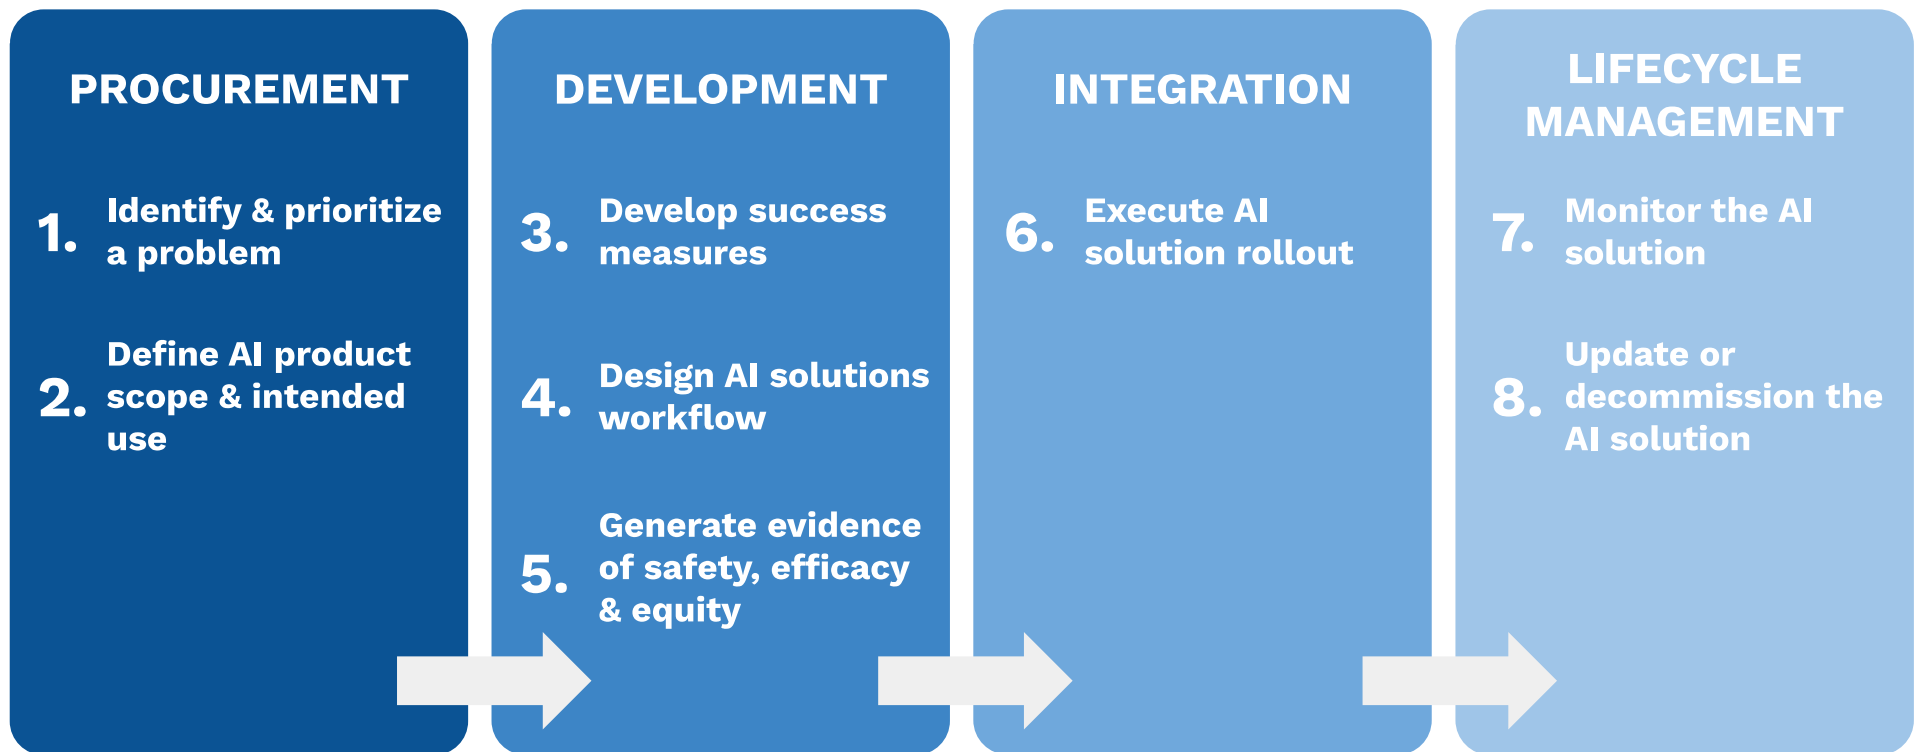 PROCUREMENT
1.
Identify & prioritize
a problem
2.
Define AI product
scope & intended
use
DEVELOPMENT
3.
Develop success
measures
4.
Design AI solutions
workflow
5.
Generate evidence
of safety, efficacy
& equity
INTEGRATION
6.
Execute AI
solution rollout
LIFECYCLE
MANAGEMENT
7.
Monitor the AI
solution
8.
Update or
decommission the
AI solution